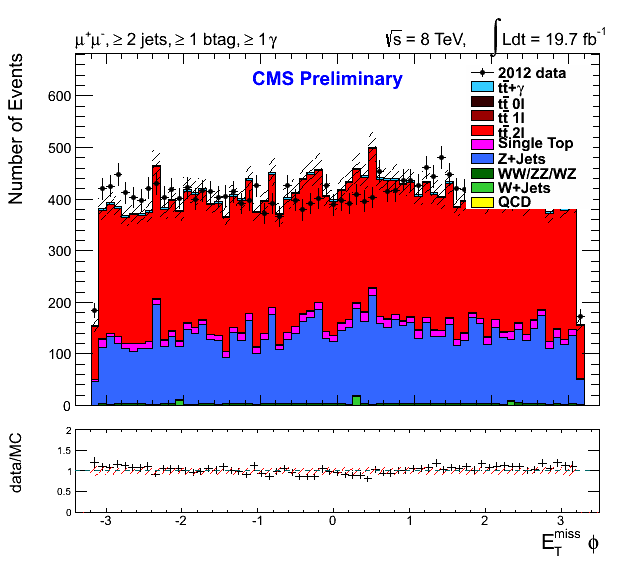 μ⁺μ⁻, ≥ 2 jets, ≥ 1 btag, ≥ 1 γ
√s = 8 TeV, ∫ Ldt = 19.7 fb⁻¹
CMS Preliminary
2012 data
tt̄+γ
tt̄ 0l
tt̄ 1l
tt̄ 2l
Single Top
Z+Jets
WW/ZZ/WZ
W+Jets
QCD
Number of Events
600
500
400
300
200
100
0
data/MC
2
1.5
1
0.5
0
-3 -2 -1 0 1 2 3
E_T^miss ϕ